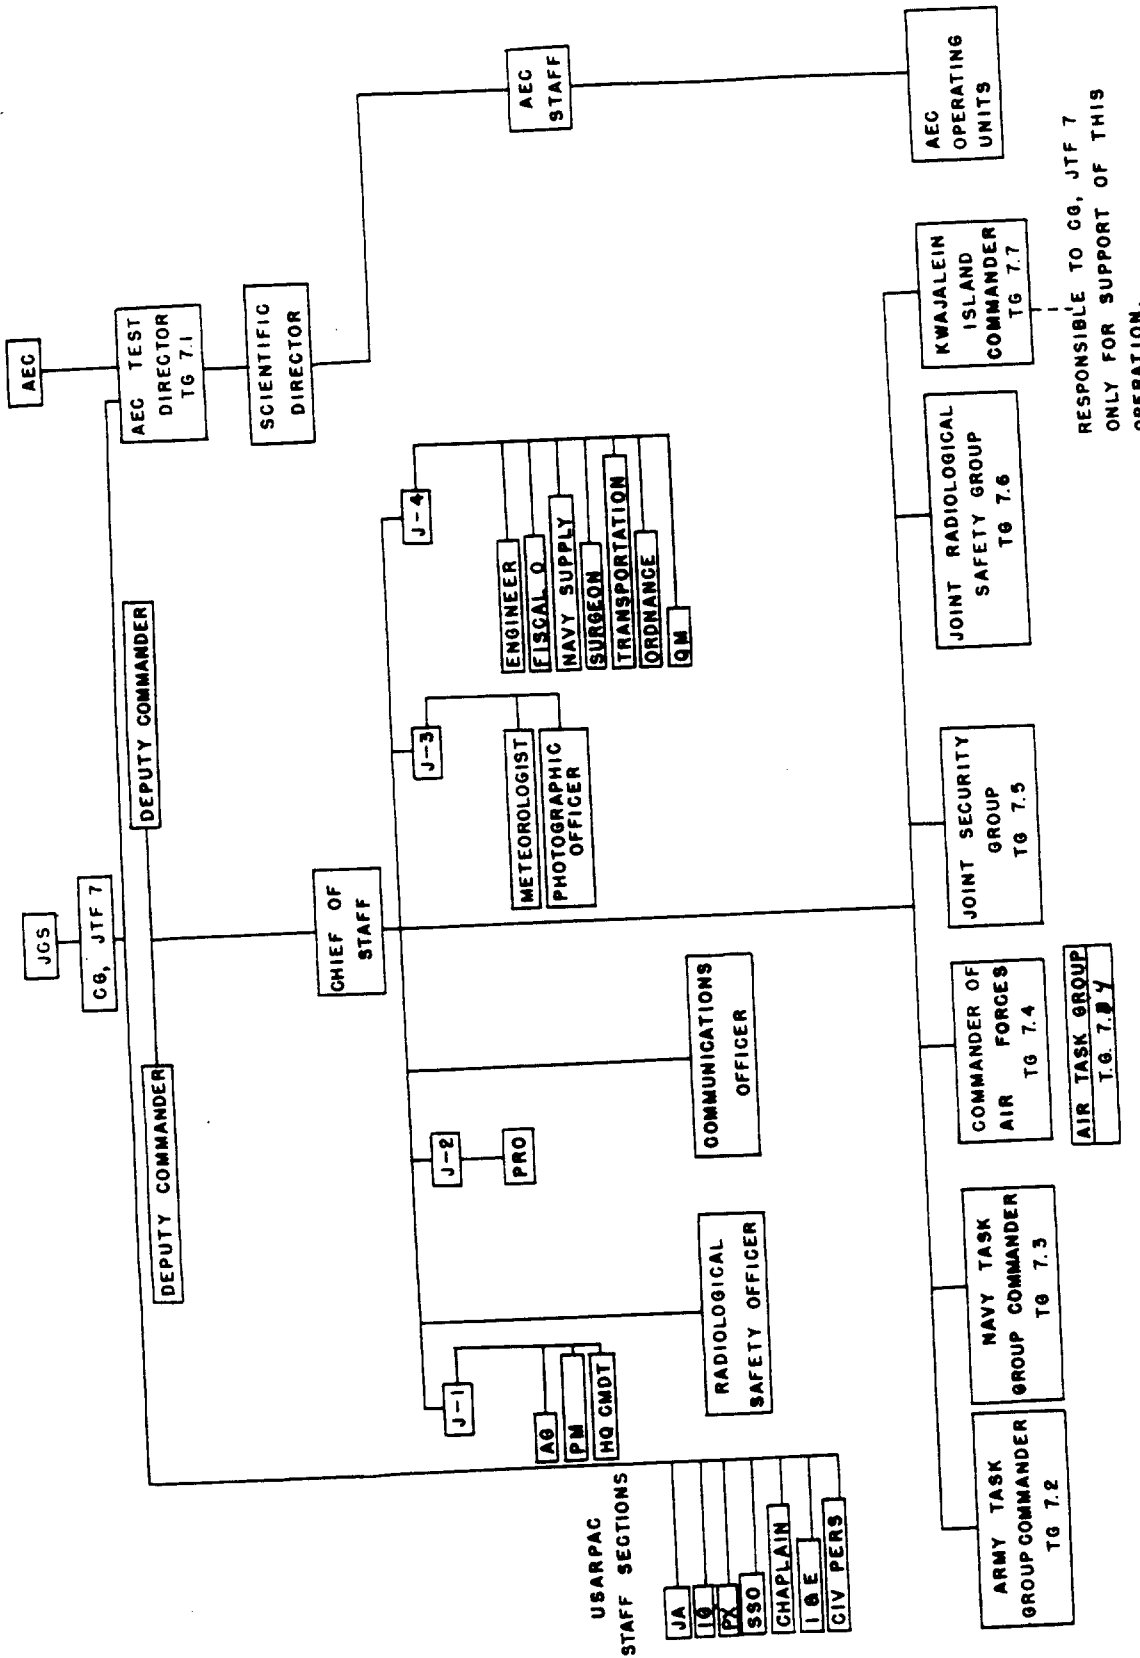 JCS
CG, JTF 7
AEC
DEPUTY COMMANDER
DEPUTY COMMANDER
AEC TEST
DIRECTOR
TG 7.1
SCIENTIFIC
DIRECTOR
AEC
STAFF
AEC
OPERATING
UNITS
CHIEF OF
STAFF
J-1
AG
PM
HQ CMDT
J-2
PRO
J-3
METEOROLOGIST
PHOTOGRAPHIC
OFFICER
J-4
ENGINEER
FISCAL O
NAVY SUPPLY
SURGEON
TRANSPORTATION
ORDNANCE
QM
RADIOLOGICAL
SAFETY OFFICER
COMMUNICATIONS
OFFICER
USARPAC
STAFF SECTIONS
JA
IG
PX
SSO
CHAPLAIN
I & E
CIV PERS
ARMY TASK
GROUP COMMANDER
TG 7.2
NAVY TASK
GROUP COMMANDER
TG 7.3
COMMANDER OF
AIR FORCES
TG 7.4
AIR TASK GROUP
T.G. 7.4
JOINT SECURITY
GROUP
TG 7.5
JOINT RADIOLOGICAL
SAFETY GROUP
TG 7.6
KWAJALEIN
ISLAND
COMMANDER
TG 7.7
RESPONSIBLE TO CG, JTF 7
ONLY FOR SUPPORT OF THIS
OPERATION.